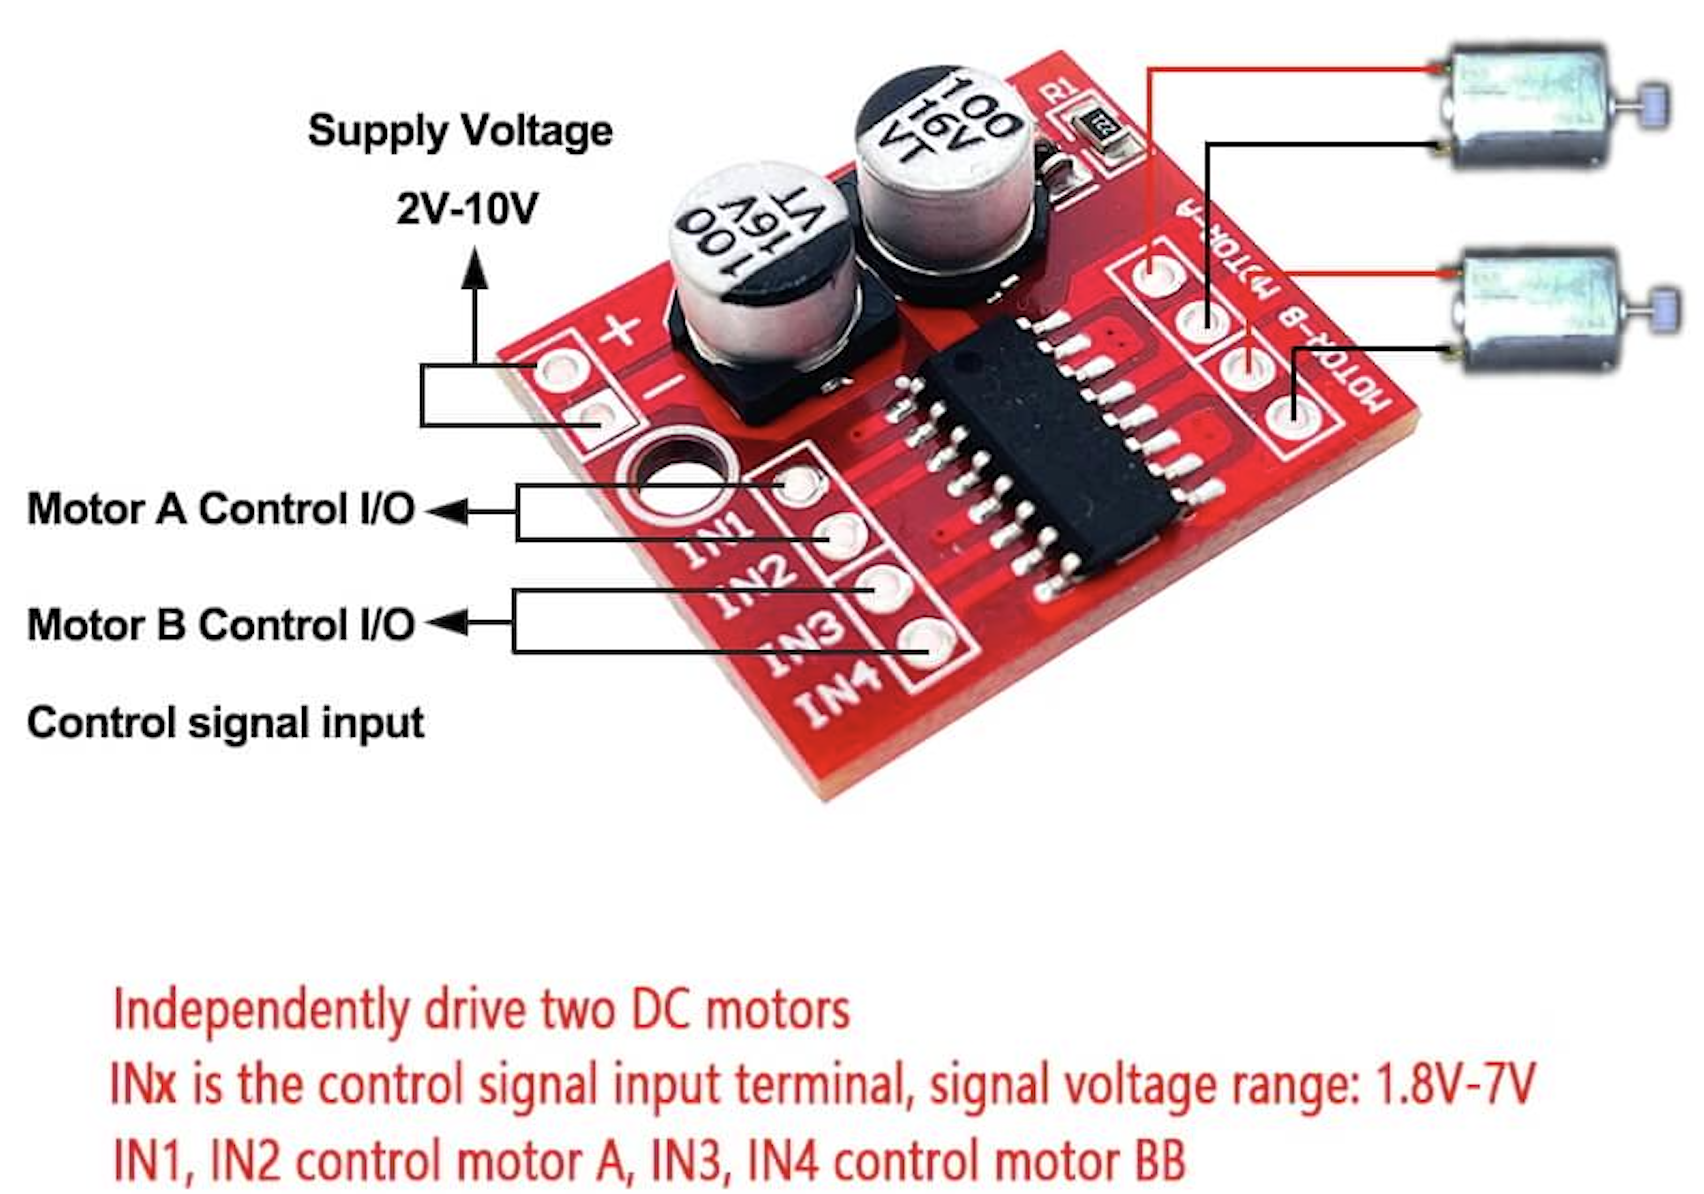 Supply Voltage
2V-10V
Motor A Control I/O
Motor B Control I/O
Control signal input
+
−
100
16V
VT
100
16V
VT
R1
221
MOTOR-A
MOTOR-B
IN1
IN2
IN3
IN4
Independently drive two DC motors
INx is the control signal input terminal, signal voltage range: 1.8V-7V
IN1, IN2 control motor A, IN3, IN4 control motor BB